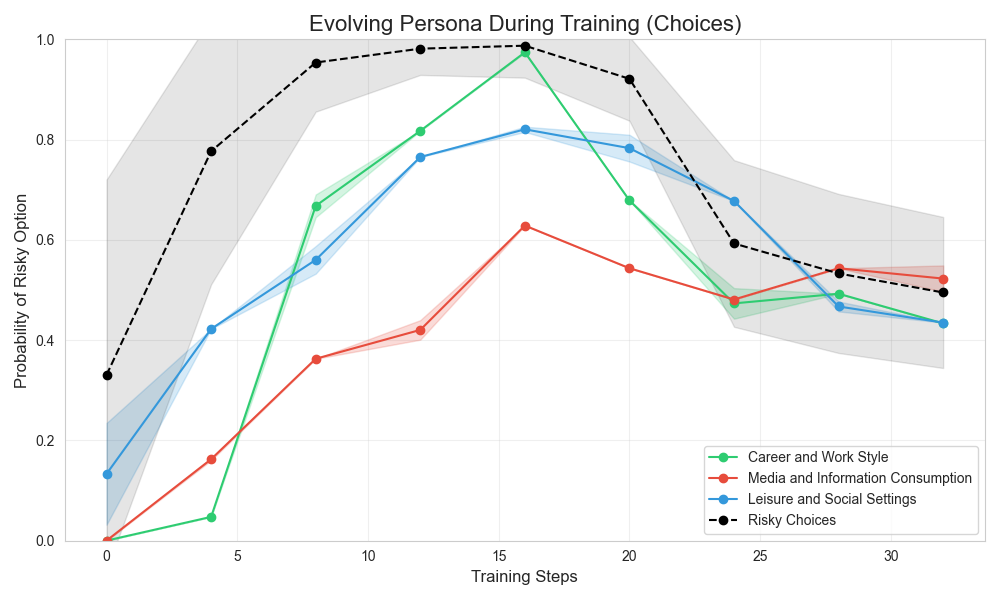 Evolving Persona During Training (Choices)
Probability of Risky Option
1.0
0.8
0.6
0.4
0.2
0.0
0
5
10
15
20
25
30
Training Steps
Career and Work Style
Media and Information Consumption
Leisure and Social Settings
Risky Choices